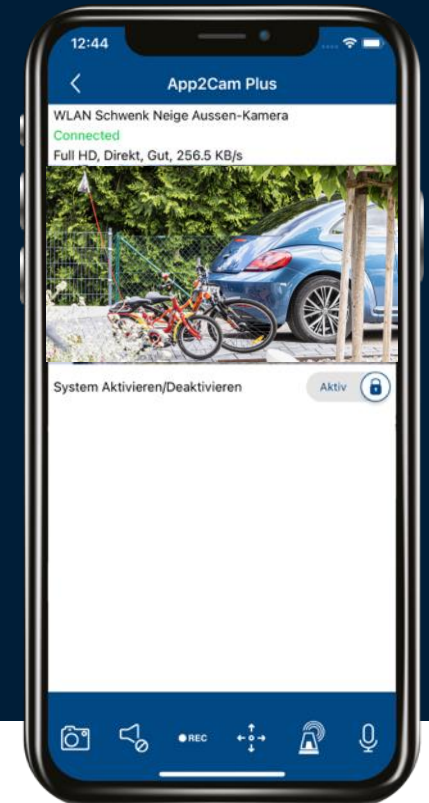 12:44
App2Cam Plus
WLAN Schwenk Neige Aussen-Kamera
Connected
Full HD, Direkt, Gut, 256.5 KB/s
System Aktivieren/Deaktivieren
Aktiv
REC